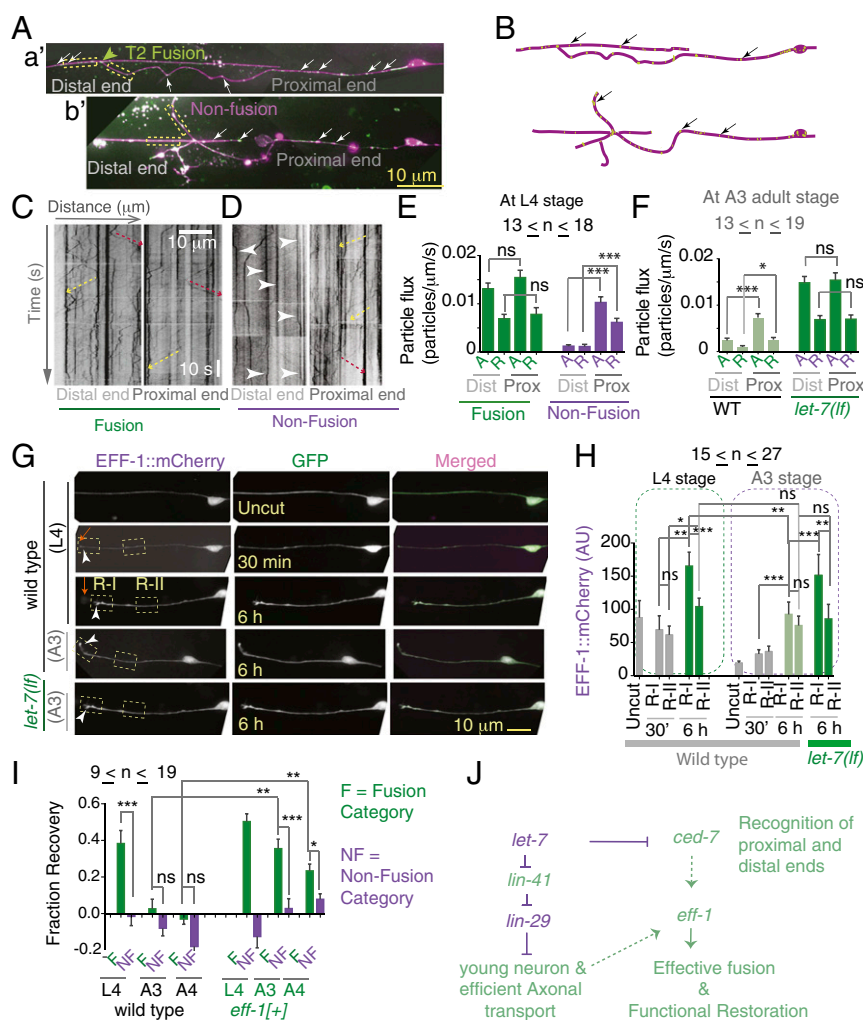 A
B
a'
T2 Fusion
Distal end
Proximal end
b'
Non-fusion
Distal end
Proximal end
10 μm
C
Distance (μm)
D
Time (s)
10 μm
10 s
Distal end
Proximal end
Distal end
Proximal end
Fusion
Non-Fusion
E
At L4 stage
13 < n < 18
Particle flux
(particles/μm/s)
0.02
0.01
0
ns
ns
***
***
A R A R
A R A R
Dist Prox
Dist Prox
Fusion
Non-Fusion
F
At A3 adult stage
13 < n < 19
Particle flux
(particles/μm/s)
0.02
0.01
0
***
*
ns
ns
A R A R
A R A R
Dist Prox
Dist Prox
WT
let-7(lf)
G
EFF-1::mCherry
GFP
Merged
wild type
(L4)
(A3)
let-7(lf)
(A3)
Uncut
30 min
R-I
R-II
6 h
6 h
6 h
10 μm
H
15 < n < 27
L4 stage
A3 stage
EFF-1::mCherry (AU)
200
150
100
50
0
ns
**
ns
*
**
***
ns
***
ns
***
**
Uncut
R-I
R-II
R-I
R-II
Uncut
R-I
R-II
R-I
R-II
R-I
R-II
30'
6 h
30'
6 h
6 h
Wild type
let-7(lf)
I
9 < n < 19
Fraction Recovery
0.6
0.4
0.2
0.0
-0.2
***
ns
ns
**
**
***
*
F = Fusion
Category
NF =
Non-Fusion
Category
F NF F NF F NF
F NF F NF F NF
L4 A3 A4
L4 A3 A4
wild type
eff-1[+]
J
let-7
ced-7
Recognition of
proximal and
distal ends
lin-41
lin-29
eff-1
young neuron &
efficient Axonal
transport
Effective fusion
&
Functional Restoration